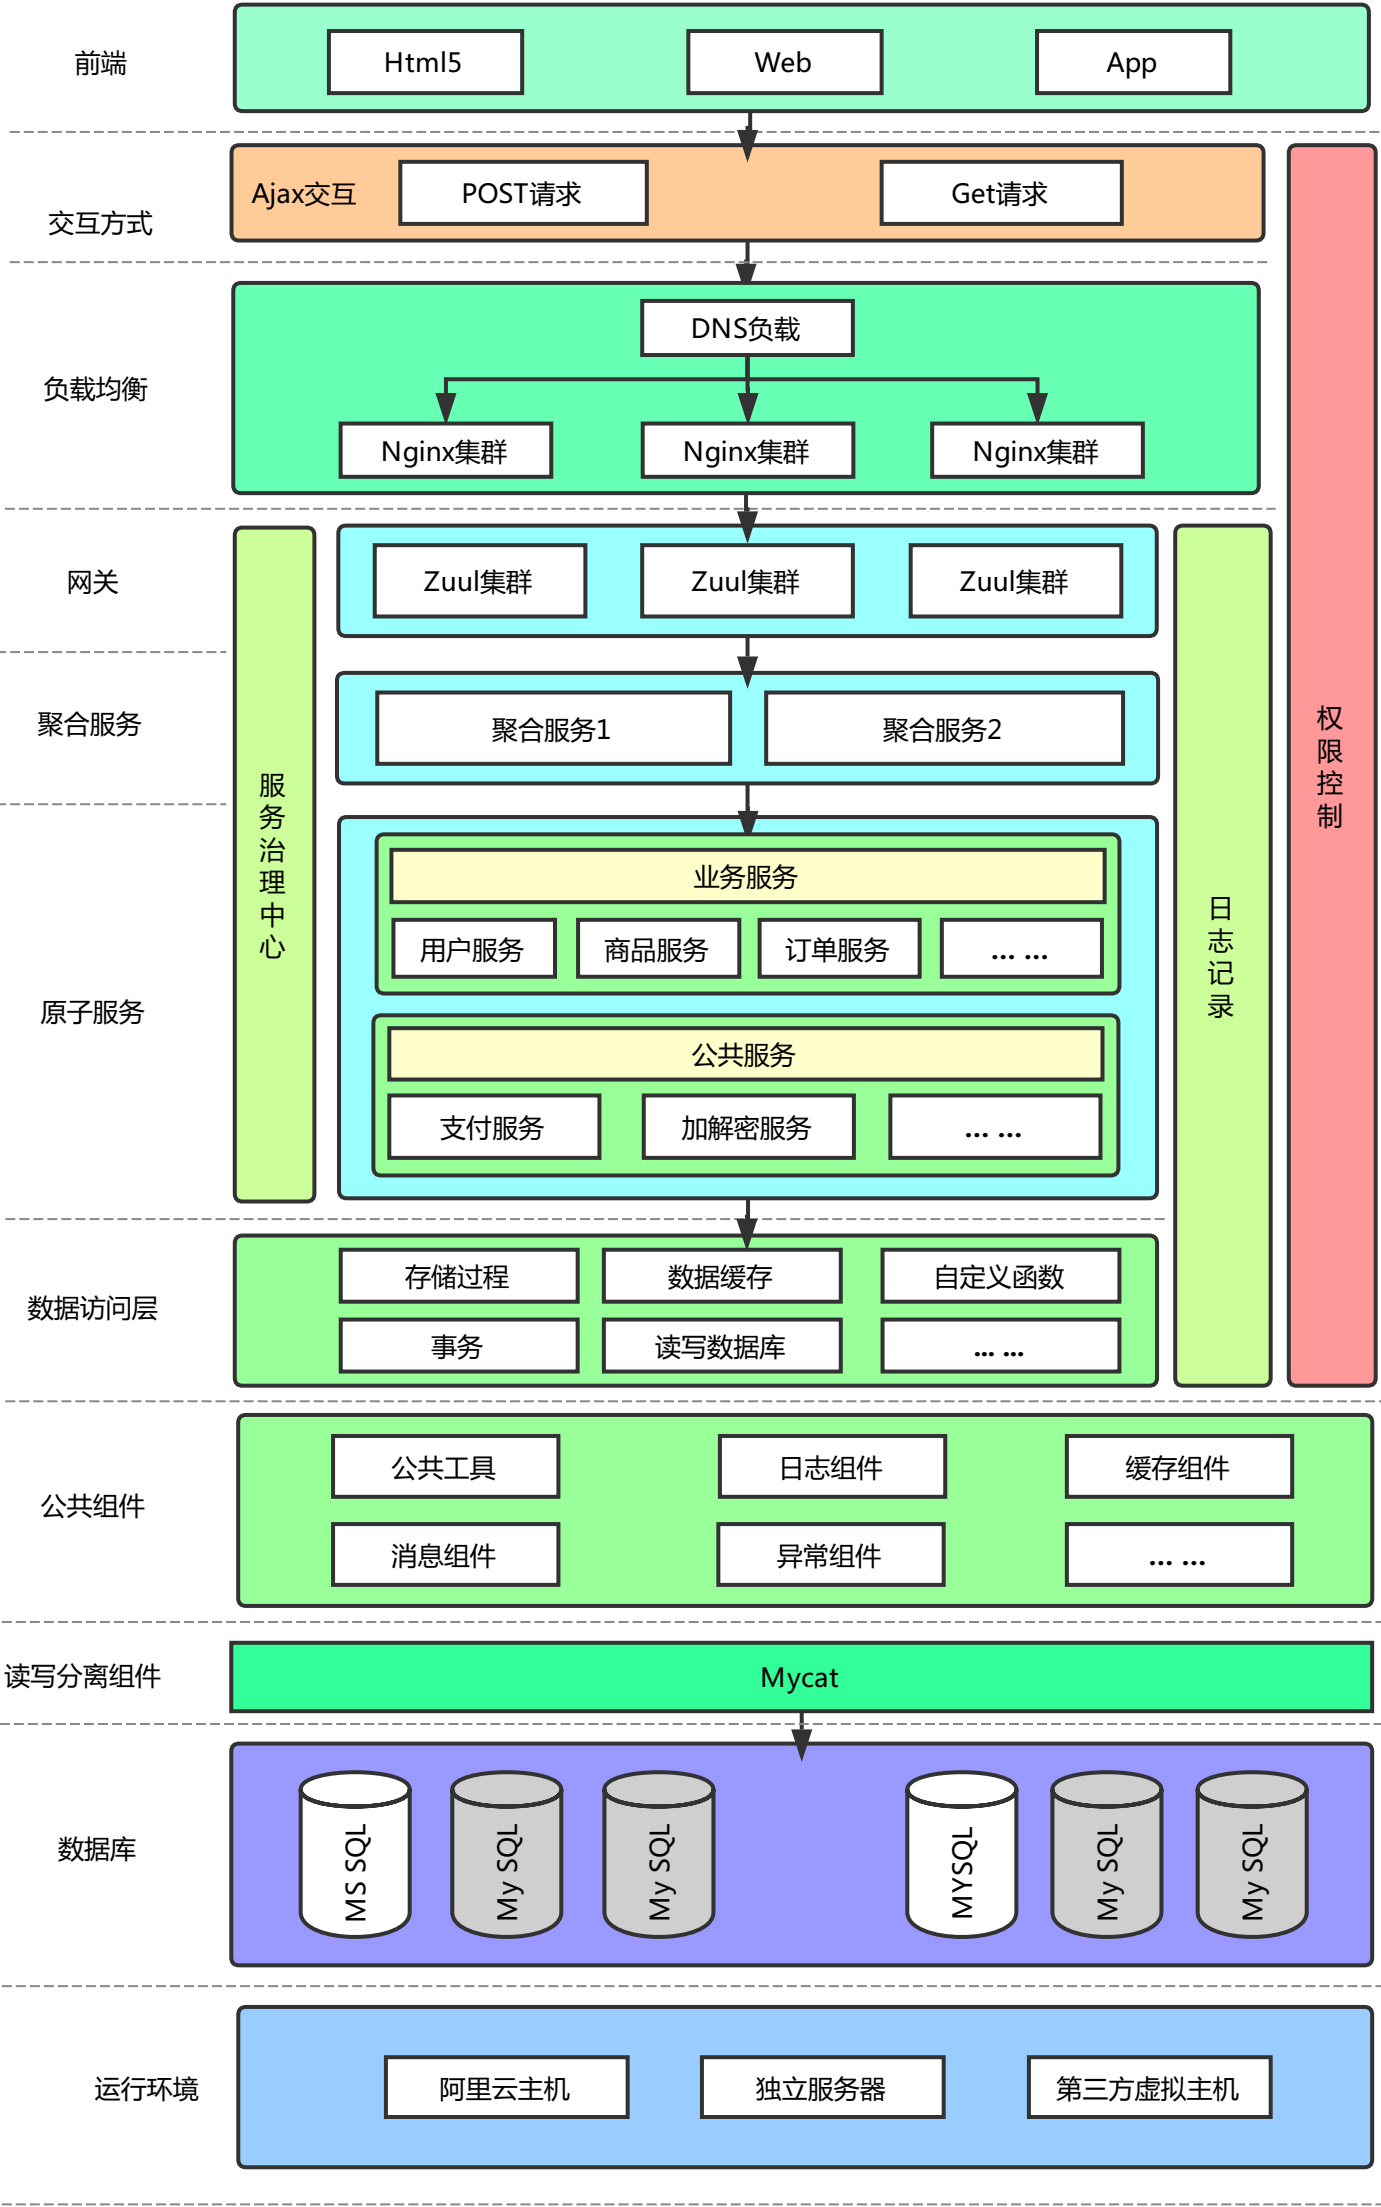 前端
Html5
Web
App
交互方式
Ajax交互
POST请求
Get请求
负载均衡
DNS负载
Nginx集群
Nginx集群
Nginx集群
网关
Zuul集群
Zuul集群
Zuul集群
聚合服务
聚合服务1
聚合服务2
服务治理中心
权限控制
日志记录
原子服务
业务服务
用户服务
商品服务
订单服务
... ...
公共服务
支付服务
加解密服务
... ...
数据访问层
存储过程
数据缓存
自定义函数
事务
读写数据库
... ...
公共组件
公共工具
日志组件
缓存组件
消息组件
异常组件
... ...
读写分离组件
Mycat
数据库
MS SQL
My SQL
My SQL
MYSQL
My SQL
My SQL
运行环境
阿里云主机
独立服务器
第三方虚拟主机